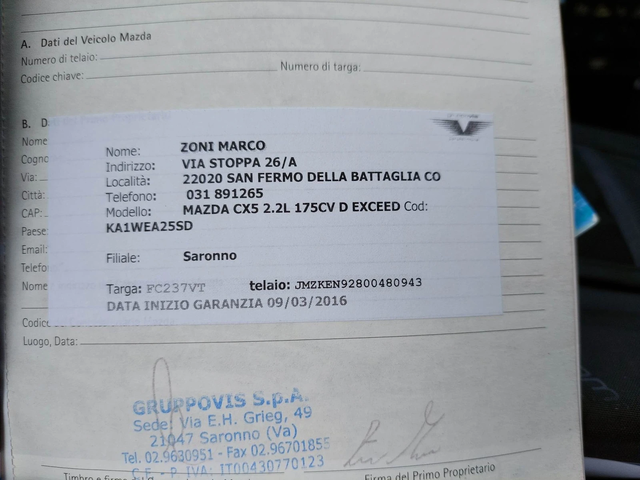 A. Dati del Veicolo Mazda
Numero di telaio:
Codice chiave: Numero di targa:
B. D
Nome
Cogno
Via:
Città:
CAP:
Paese
Email:
Telefo
Nome
Codice
Luogo, Data:
Nome: ZONI MARCO
Indirizzo: VIA STOPPA 26/A
Località: 22020 SAN FERMO DELLA BATTAGLIA CO
Telefono: 031 891265
Modello: MAZDA CX5 2.2L 175CV D EXCEED Cod:
KA1WEA25SD
Filiale: Saronno
Targa: FC237VT telaio: JMZKEN92800480943
DATA INIZIO GARANZIA 09/03/2016
GRUPPOVIS S.p.A.
Sede: Via E.H. Grieg, 49
21047 Saronno (Va)
Tel. 02.9630951 - Fax 02.96701855
C.F. - P. IVA: IT00430770123
Timbro e firma Firma del Primo Proprietario